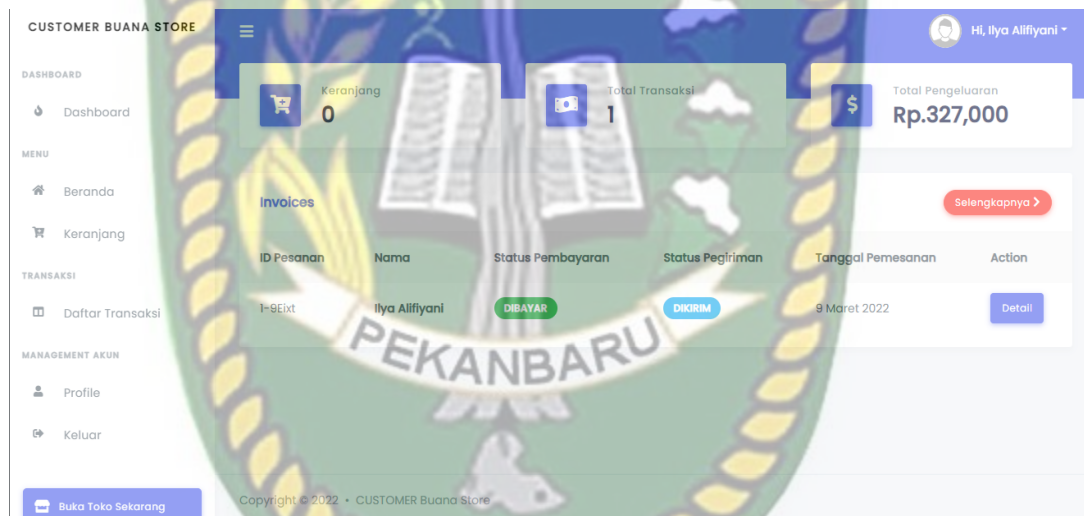 CUSTOMER BUANA STORE
Hi, Ilya Alifiyani
DASHBOARD
Dashboard
MENU
Beranda
Keranjang
TRANSAKSI
Daftar Transaksi
MANAGEMENT AKUN
Profile
Keluar
Buka Toko Sekarang
Keranjang
0
Total Transaksi
1
Total Pengeluaran
Rp.327,000
Invoices
Selengkapnya
ID Pesanan Nama Status Pembayaran Status Pegiriman Tanggal Pemesanan Action
1-9Eixt Ilya Alifiyani DIBAYAR DIKIRIM 9 Maret 2022 Detail
PEKANBARU
Copyright © 2022 • CUSTOMER Buana Store